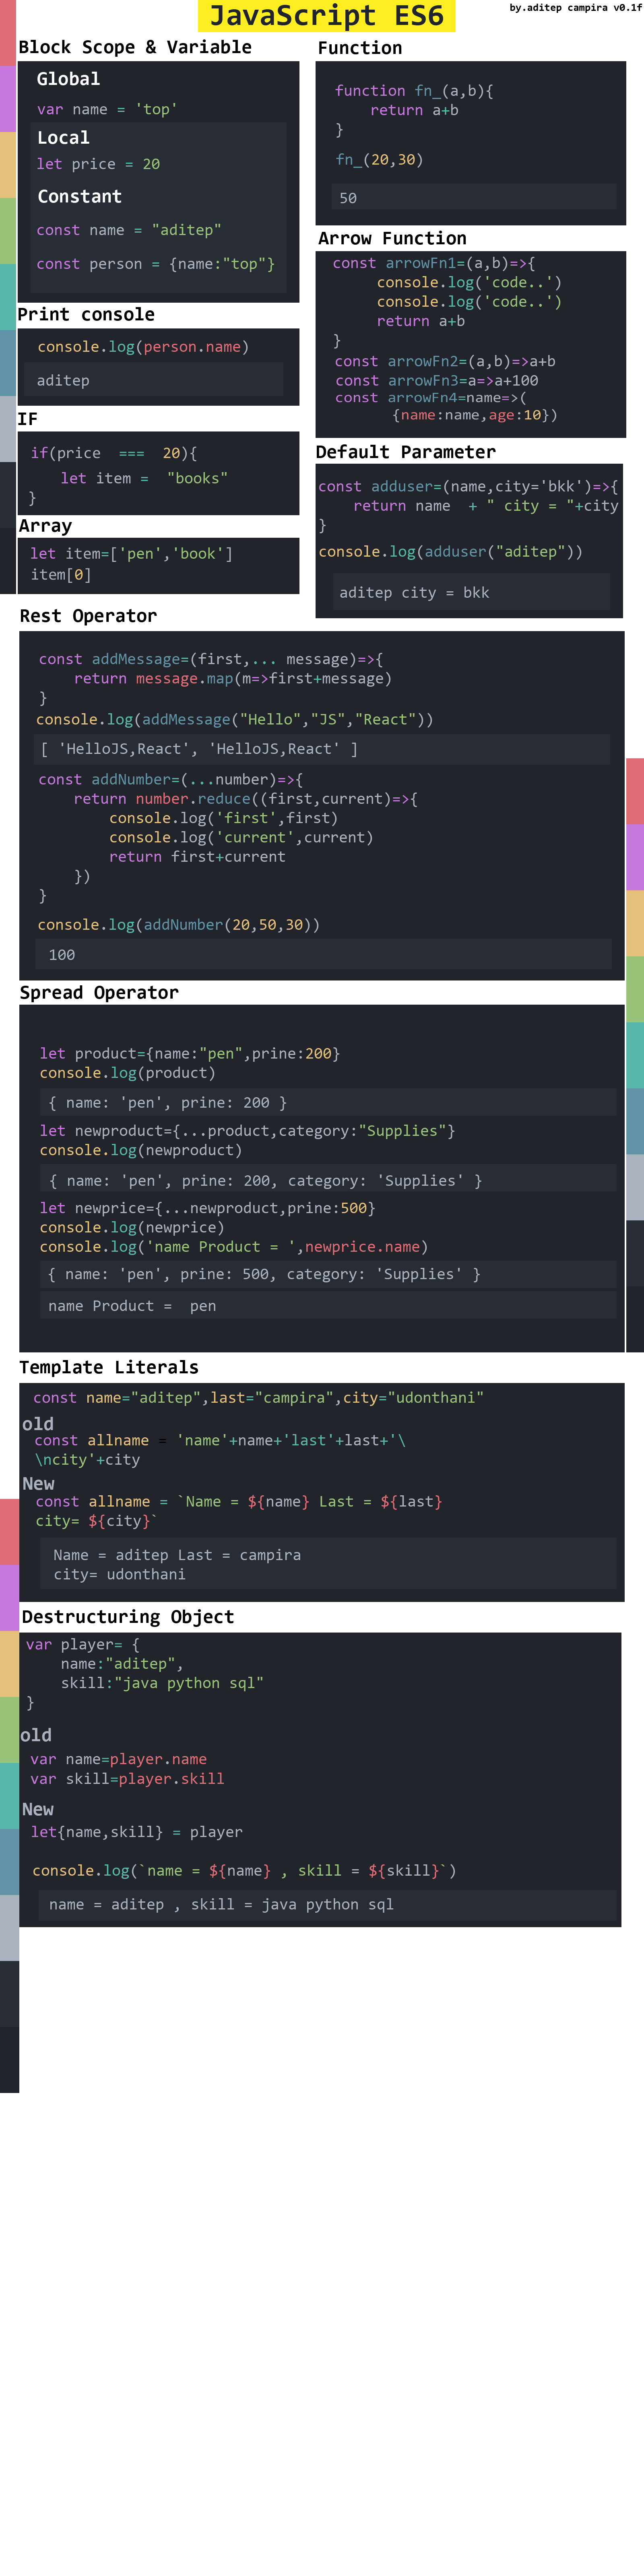 JavaScript ES6
by.aditep campira v0.1f
Block Scope & Variable
Global
var name = 'top'
Local
let price = 20
Constant
const name = "aditep"
const person = {name:"top"}
Print console
console.log(person.name)
aditep
IF
if(price  ===  20){
let item =  "books"
}
Array
let item=['pen','book']
item[0]
Function
function fn_(a,b){
return a+b
}
fn_(20,30)
50
Arrow Function
const arrowFn1=(a,b)=>{
console.log('code..')
console.log('code..')
return a+b
}
const arrowFn2=(a,b)=>a+b
const arrowFn3=a=>a+100
const arrowFn4=name=>(
{name:name,age:10})
Default Parameter
const adduser=(name,city='bkk')=>{
return name  + " city = "+city
}
console.log(adduser("aditep"))
aditep city = bkk
Rest Operator
const addMessage=(first,... message)=>{
return message.map(m=>first+message)
}
console.log(addMessage("Hello","JS","React"))
[ 'HelloJS,React', 'HelloJS,React' ]
const addNumber=(...number)=>{
return number.reduce((first,current)=>{
console.log('first',first)
console.log('current',current)
return first+current
})
}
console.log(addNumber(20,50,30))
100
Spread Operator
let product={name:"pen",prine:200}
console.log(product)
{ name: 'pen', prine: 200 }
let newproduct={...product,category:"Supplies"}
console.log(newproduct)
{ name: 'pen', prine: 200, category: 'Supplies' }
let newprice={...newproduct,prine:500}
console.log(newprice)
console.log('name Product = ',newprice.name)
{ name: 'pen', prine: 500, category: 'Supplies' }
name Product =  pen
Template Literals
const name="aditep",last="campira",city="udonthani"
old
const allname = 'name'+name+'last'+last+'\
\ncity'+city
New
const allname = `Name = ${name} Last = ${last}
city= ${city}`
Name = aditep Last = campira
city= udonthani
Destructuring Object
var player= {
name:"aditep",
skill:"java python sql"
}
old
var name=player.name
var skill=player.skill
New
let{name,skill} = player
console.log(`name = ${name} , skill = ${skill}`)
name = aditep , skill = java python sql